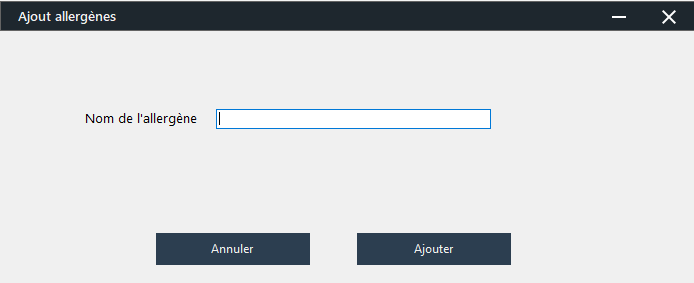 Ajout allergènes
Nom de l'allergène
Annuler
Ajouter